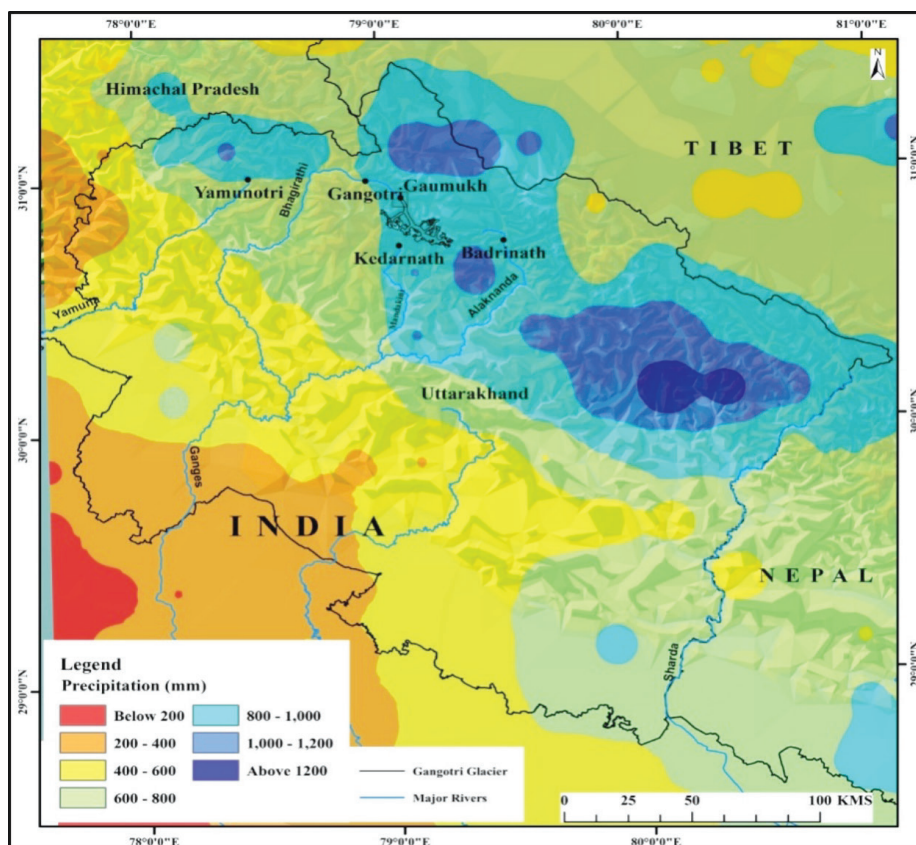 78°0'0"E 79°0'0"E 80°0'0"E 81°0'0"E
N
Himachal Pradesh
TIBET
31°0'0"N
Yamunotri
Bhagirathi
Gangotri
Gaumukh
Kedarnath
Badrinath
Alaknanda
Yamuna
Uttarakhand
30°0'0"N
Ganges
INDIA
NEPAL
Sharda
29°0'0"N
Legend
Precipitation (mm)
Below 200
200 - 400
400 - 600
600 - 800
800 - 1,000
1,000 - 1,200
Above 1200
Gangotri Glacier
Major Rivers
0 25 50 100 KMS
78°0'0"E 79°0'0"E 80°0'0"E